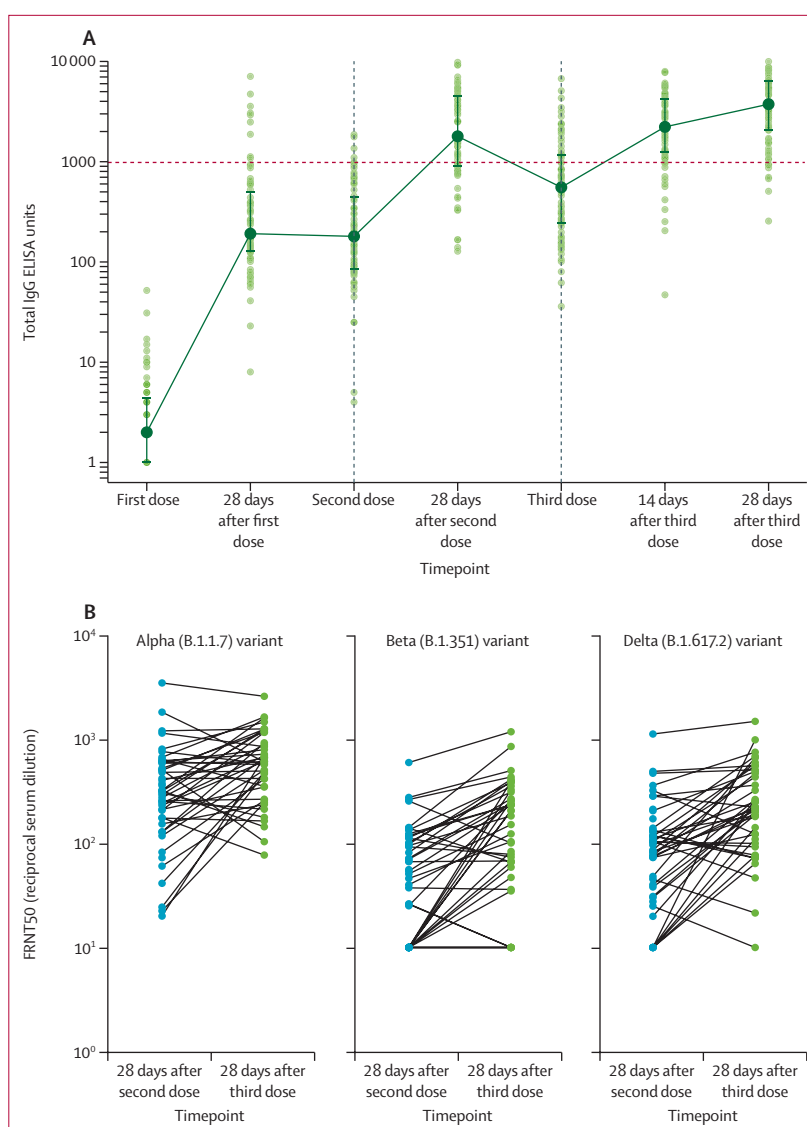 A
Total IgG ELISA units
10 000
1000
100
10
1
First dose
28 days
after first
dose
Second dose
28 days
after second
dose
Third dose
14 days
after third
dose
28 days
after third
dose
Timepoint
B
FRNT50 (reciprocal serum dilution)
10⁴
10³
10²
10¹
10⁰
Alpha (B.1.1.7) variant
Beta (B.1.351) variant
Delta (B.1.617.2) variant
28 days after
second dose
28 days after
third dose
Timepoint
28 days after
second dose
28 days after
third dose
Timepoint
28 days after
second dose
28 days after
third dose
Timepoint